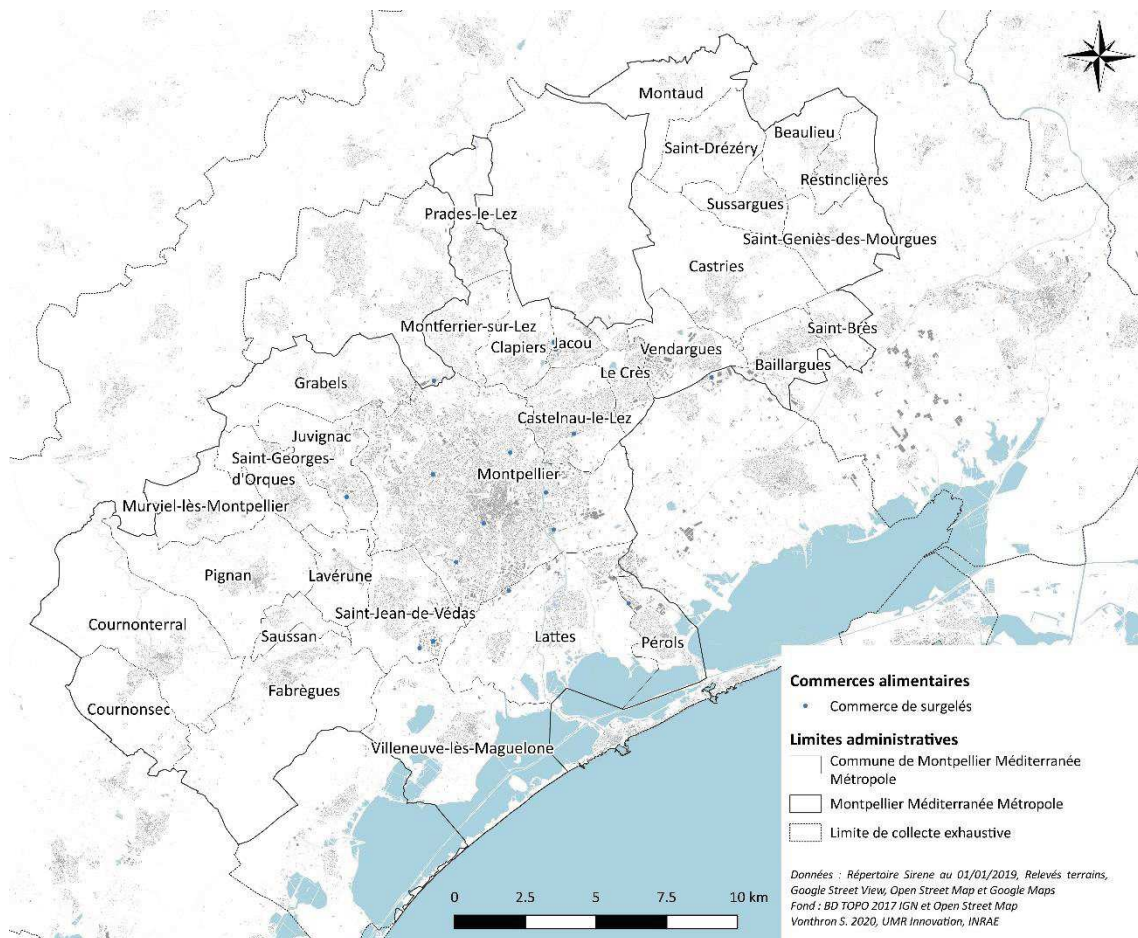 Montaud
Beaulieu
Saint-Drézéry
Restinclières
Sussargues
Prades-le-Lez
Saint-Geniès-des-Mourgues
Castries
Montferrier-sur-Lez
Saint-Brès
Clapiers
Jacou
Vendargues
Baillargues
Le Crès
Grabels
Castelnau-le-Lez
Juvignac
Saint-Georges-
d'Orques
Montpellier
Murviel-lès-Montpellier
Pignan
Lavérune
Saint-Jean-de-Védas
Cournonterral
Saussan
Lattes
Pérols
Fabrègues
Cournonsec
Villeneuve-lès-Maguelone
Commerces alimentaires
Commerce de surgelés
Limites administratives
Commune de Montpellier Méditerranée
Métropole
Montpellier Méditerranée Métropole
Limite de collecte exhaustive
Données : Répertoire Sirene au 01/01/2019, Relevés terrains,
Google Street View, Open Street Map et Google Maps
Fond : BD TOPO 2017 IGN et Open Street Map
Vonthron S. 2020, UMR Innovation, INRAE
0 2.5 5 7.5 10 km